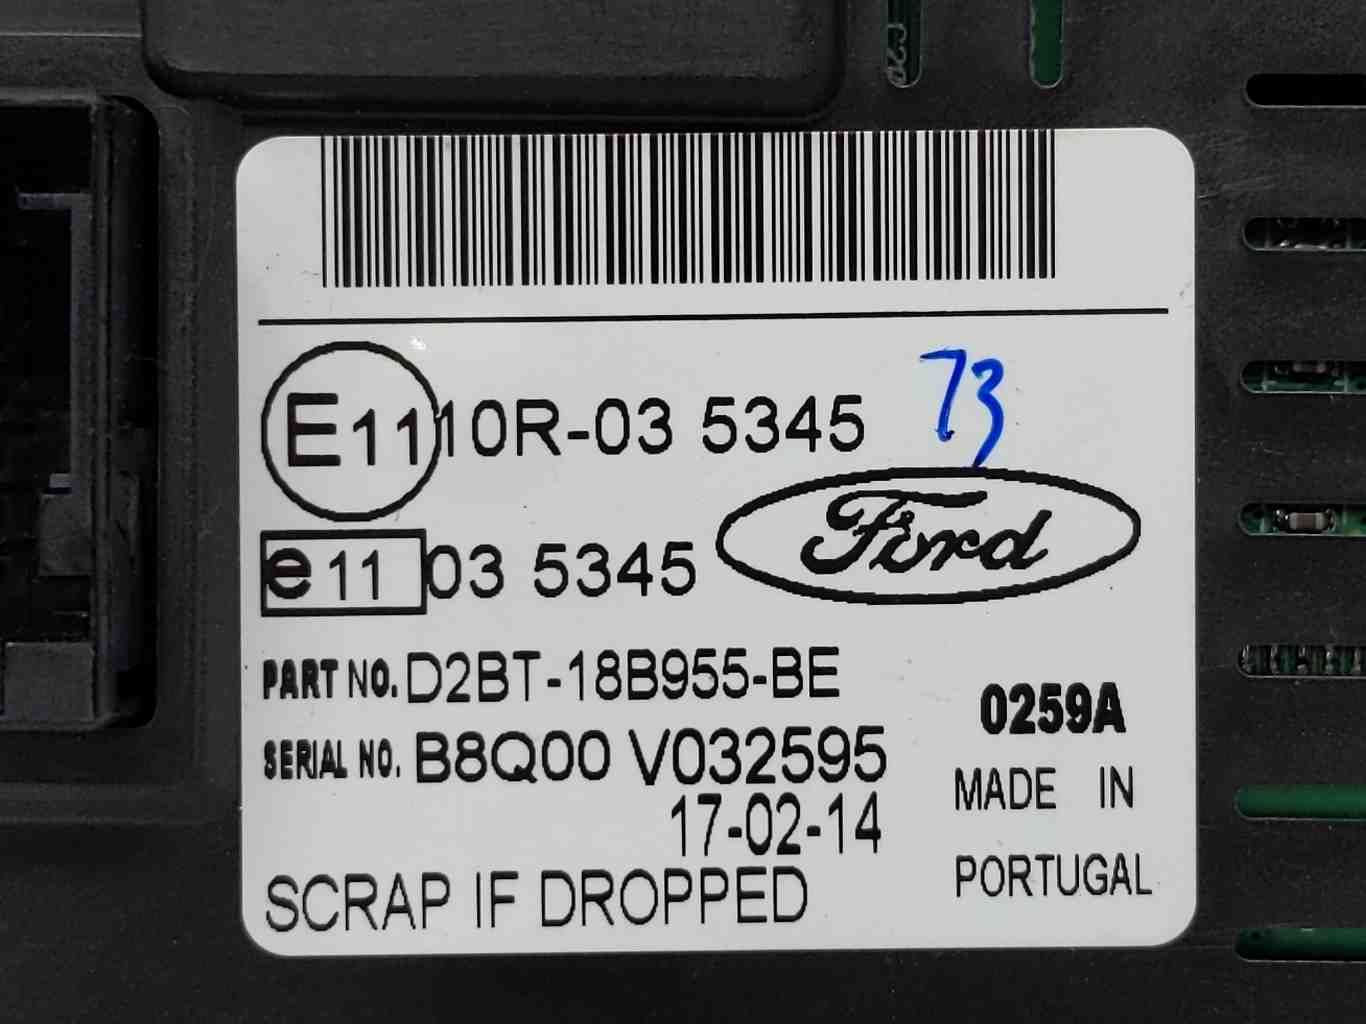 E11 10R-03 5345
73
Ford
e11 03 5345
PART NO. D2BT-18B955-BE
0259A
SERIAL NO. B8Q00 V032595
17-02-14
MADE IN
PORTUGAL
SCRAP IF DROPPED